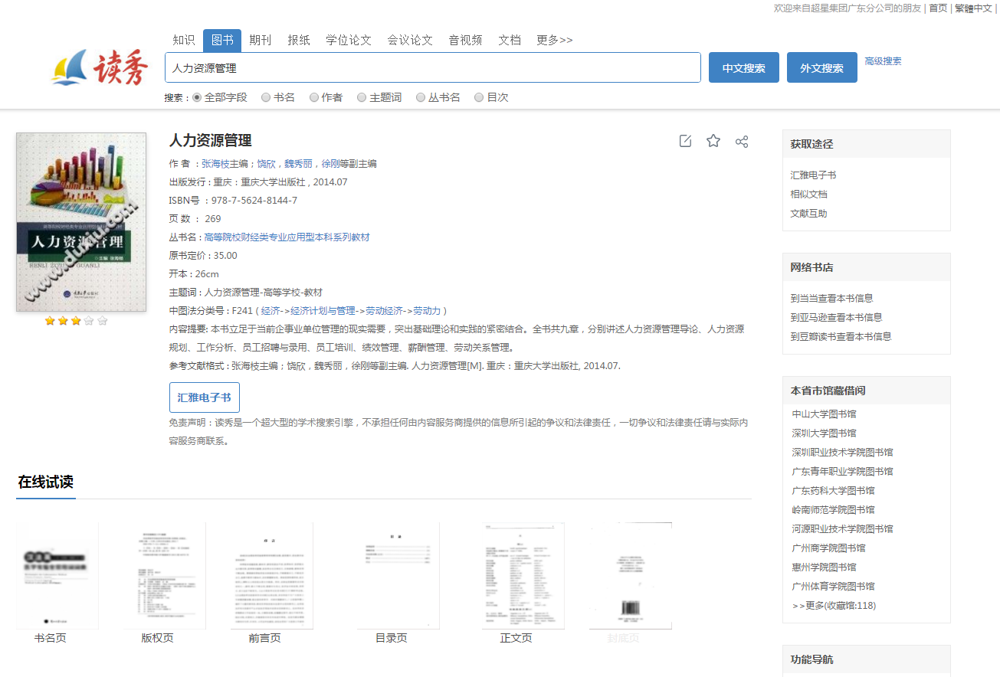 欢迎来自超星集团广东分公司的朋友 | 首页 | 繁體中文 |
知识 图书 期刊 报纸 学位论文 会议论文 音视频 文档 更多>>
读秀
人力资源管理 中文搜索 外文搜索 高级搜索
搜索： 全部字段 书名 作者 主题词 丛书名 目次
人力资源管理
主编 张海枝
RENLI ZIYUAN GUANLI
www.duxiu.com
人力资源管理
作 者 ：张海枝主编；饶欣，魏秀丽，徐刚等副主编
出版发行 : 重庆：重庆大学出版社 , 2014.07
ISBN号 ：978-7-5624-8144-7
页 数 ： 269
丛书名 : 高等院校财经类专业应用型本科系列教材
原书定价 : 35.00
开本 : 26cm
主题词 : 人力资源管理-高等学校-教材
中图法分类号 : F241 ( 经济->经济计划与管理->劳动经济->劳动力 )
内容提要: 本书立足于当前企事业单位管理的现实需要，突出基础理论和实践的紧密结合。全书共九章，分别讲述人力资源管理导论、人力资源
规划、工作分析、员工招聘与录用、员工培训、绩效管理、薪酬管理、劳动关系管理。
参考文献格式 : 张海枝主编；饶欣，魏秀丽，徐刚等副主编. 人力资源管理[M]. 重庆：重庆大学出版社, 2014.07.
汇雅电子书
免责声明：读秀是一个超大型的学术搜索引擎，不承担任何由内容服务商提供的信息所引起的争议和法律责任，一切争议和法律责任请与实际内
容服务商联系。
在线试读
序 言
目 录
书名页 版权页 前言页 目录页 正文页 封底页
获取途径
汇雅电子书
相似文档
文献互助
网络书店
到当当查看本书信息
到亚马逊查看本书信息
到豆瓣读书查看本书信息
本省市馆藏借阅
中山大学图书馆
深圳大学图书馆
深圳职业技术学院图书馆
广东青年职业学院图书馆
广东药科大学图书馆
岭南师范学院图书馆
河源职业技术学院图书馆
广州商学院图书馆
惠州学院图书馆
广州体育学院图书馆
>>更多(收藏馆:118)
功能导航